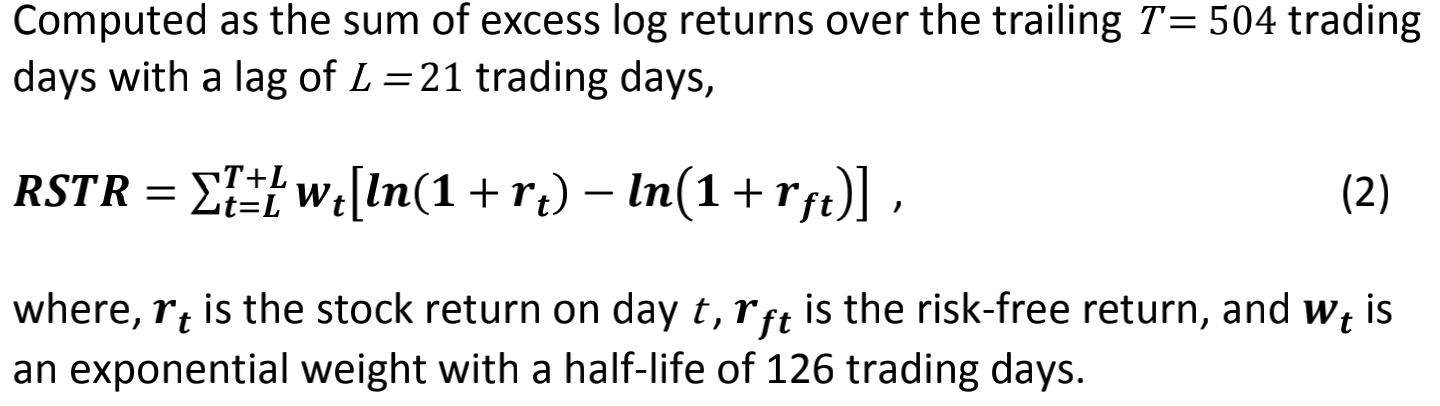 Computed as the sum of excess log returns over the trailing T= 504 trading
days with a lag of L =21 trading days,
RSTR = ∑_{t=L}^{T+L} w_t[ln(1 + r_t) − ln(1 + r_{ft})] , (2)
where, r_t is the stock return on day t, r_{ft} is the risk-free return, and w_t is
an exponential weight with a half-life of 126 trading days.